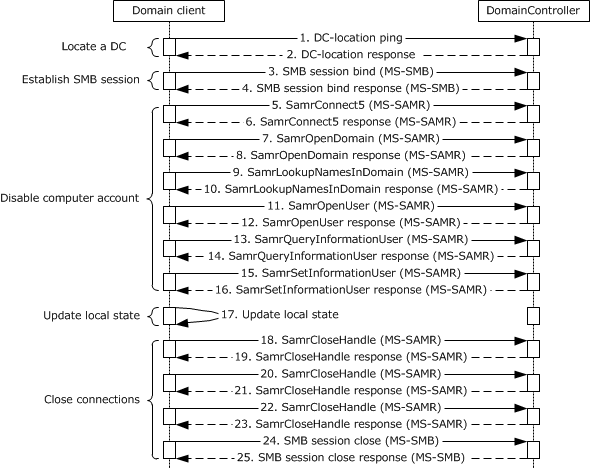 Domain client
DomainController
Locate a DC
1. DC-location ping
2. DC-location response
Establish SMB session
3. SMB session bind (MS-SMB)
4. SMB session bind response (MS-SMB)
Disable computer account
5. SamrConnect5 (MS-SAMR)
6. SamrConnect5 response (MS-SAMR)
7. SamrOpenDomain (MS-SAMR)
8. SamrOpenDomain response (MS-SAMR)
9. SamrLookupNamesInDomain (MS-SAMR)
10. SamrLookupNamesInDomain response (MS-SAMR)
11. SamrOpenUser (MS-SAMR)
12. SamrOpenUser response (MS-SAMR)
13. SamrQueryInformationUser (MS-SAMR)
14. SamrQueryInformationUser response (MS-SAMR)
15. SamrSetInformationUser (MS-SAMR)
16. SamrSetInformationUser response (MS-SAMR)
Update local state
17. Update local state
Close connections
18. SamrCloseHandle (MS-SAMR)
19. SamrCloseHandle response (MS-SAMR)
20. SamrCloseHandle (MS-SAMR)
21. SamrCloseHandle response (MS-SAMR)
22. SamrCloseHandle (MS-SAMR)
23. SamrCloseHandle response (MS-SAMR)
24. SMB session close (MS-SMB)
25. SMB session close response (MS-SMB)